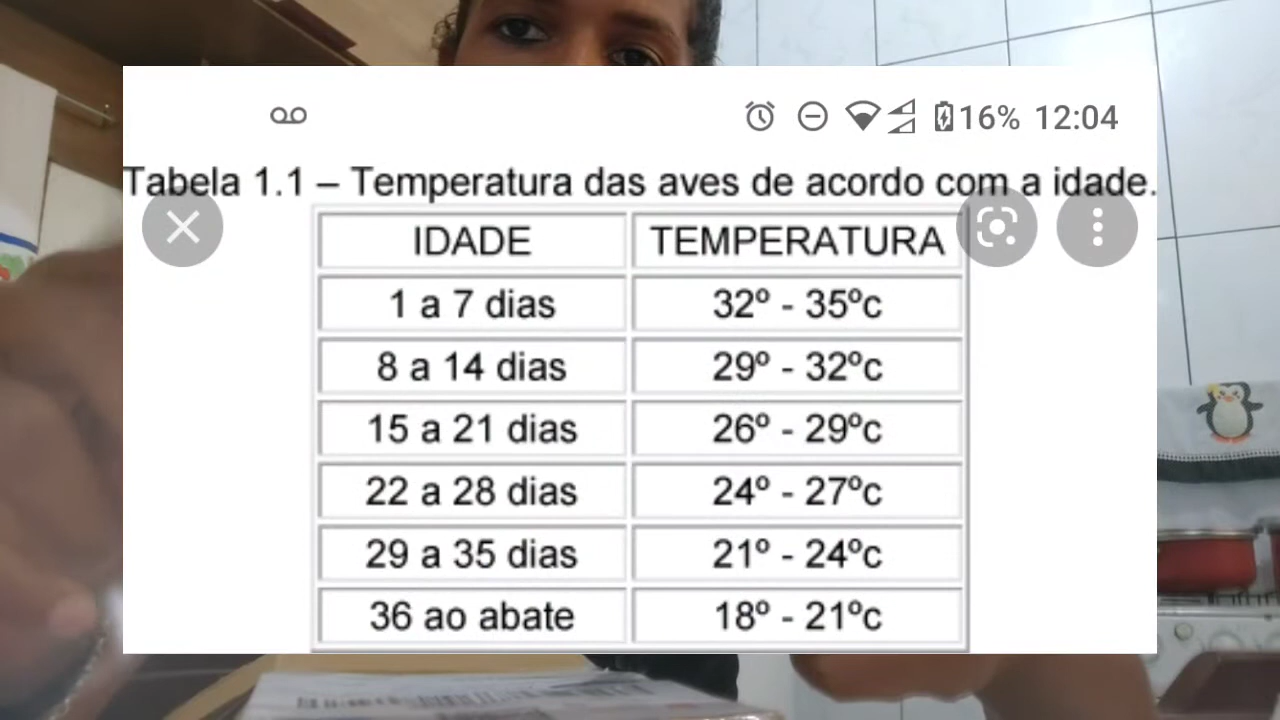 16% 12:04
Tabela 1.1 – Temperatura das aves de acordo com a idade.
IDADE TEMPERATURA
1 a 7 dias 32º - 35ºc
8 a 14 dias 29º - 32ºc
15 a 21 dias 26º - 29ºc
22 a 28 dias 24º - 27ºc
29 a 35 dias 21º - 24ºc
36 ao abate 18º - 21ºc